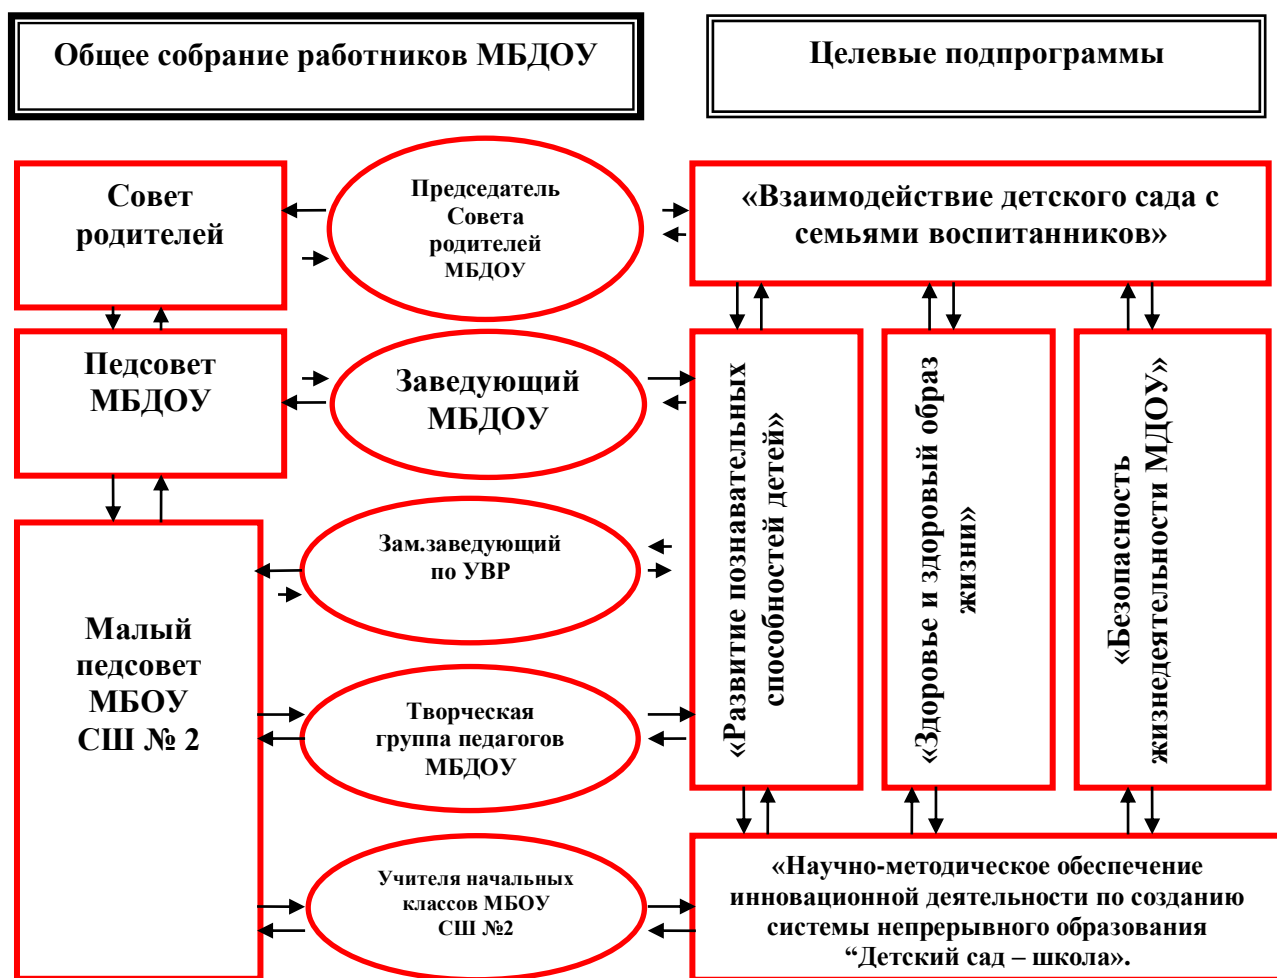 Общее собрание работников МБДОУ
Целевые подпрограммы
Совет
родителей
Председатель
Совета
родителей
МБДОУ
«Взаимодействие детского сада с
семьями воспитанников»
Педсовет
МБДОУ
Заведующий
МБДОУ
«Развитие познавательных
способностей детей»
«Здоровье и здоровый образ
жизни»
«Безопасность
жизнедеятельности МДОУ»
Зам.заведующий
по УВР
Малый
педсовет
МБОУ
СШ № 2
Творческая
группа педагогов
МБДОУ
Учителя начальных
классов МБОУ
СШ №2
«Научно-методическое обеспечение
инновационной деятельности по созданию
системы непрерывного образования
“Детский сад – школа».